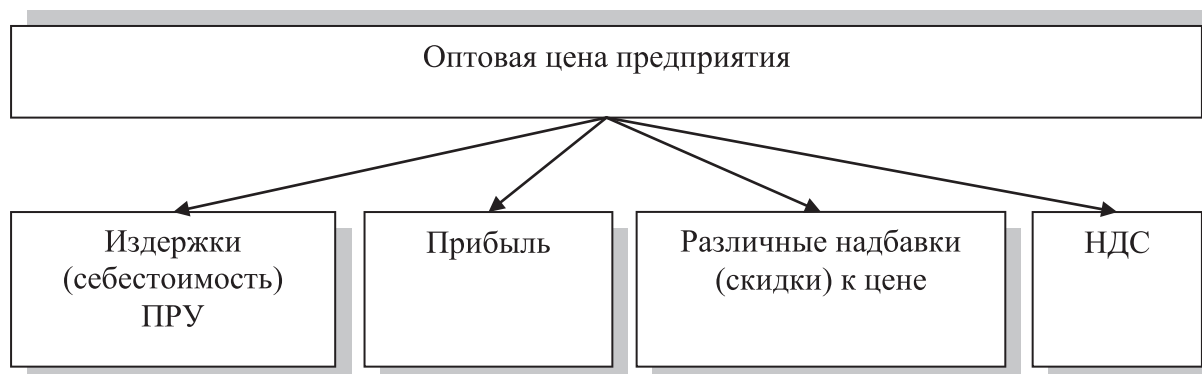 Оптовая цена предприятия
Издержки
(себестоимость)
ПРУ
Прибыль
Различные надбавки
(скидки) к цене
НДС